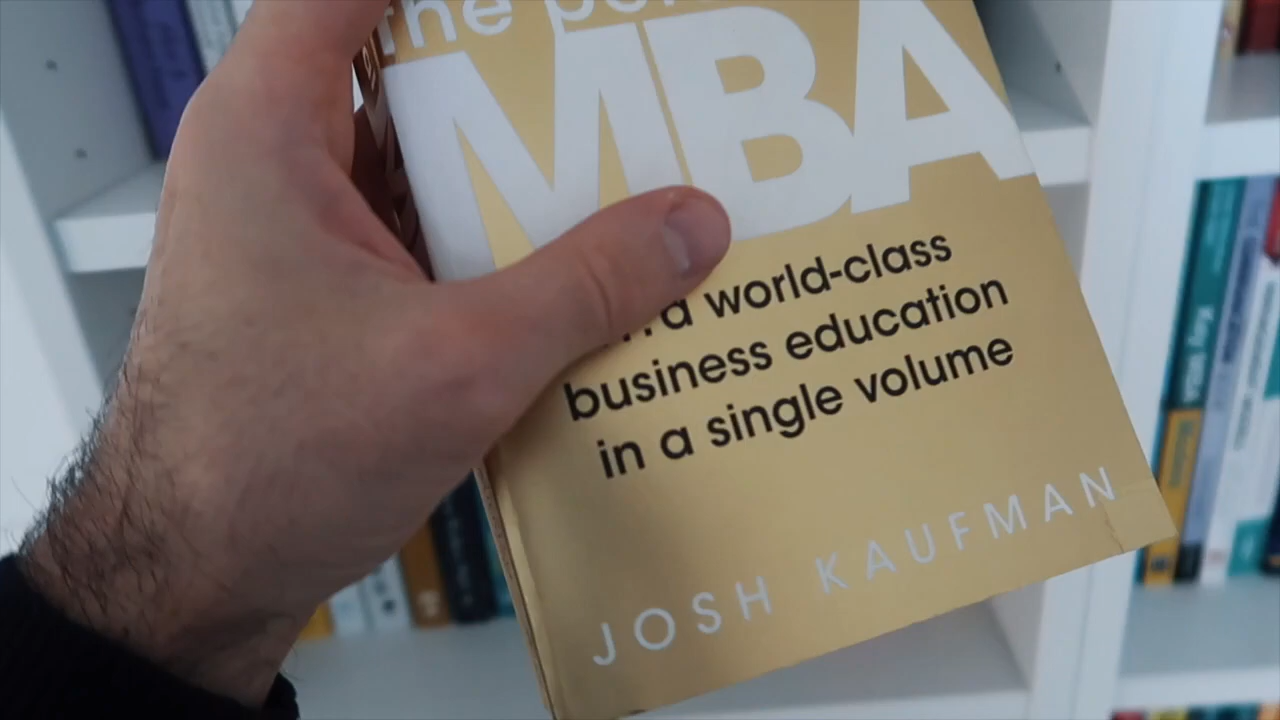 the
MBA
a world-class
business education
in a single volume
JOSH KAUFMAN